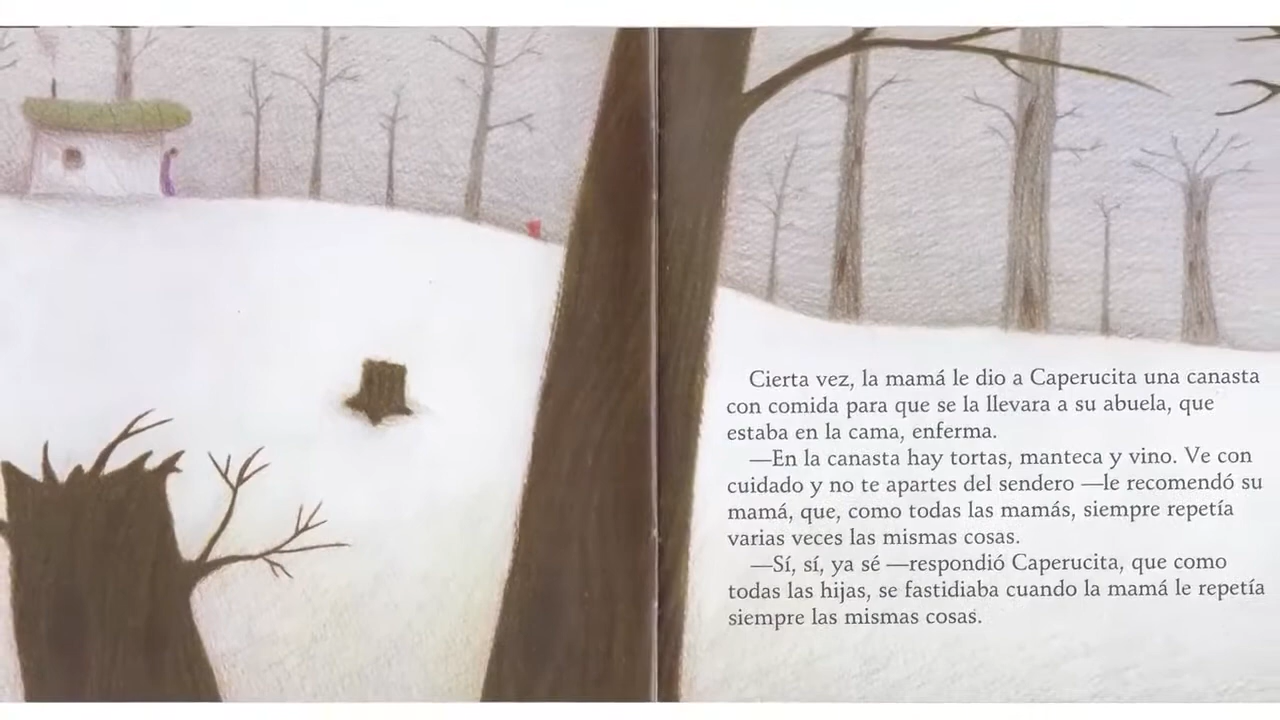 Cierta vez, la mamá le dio a Caperucita una canasta
con comida para que se la llevara a su abuela, que
estaba en la cama, enferma.
—En la canasta hay tortas, manteca y vino. Ve con
cuidado y no te apartes del sendero —le recomendó su
mamá, que, como todas las mamás, siempre repetía
varias veces las mismas cosas.
—Sí, sí, ya sé —respondió Caperucita, que como
todas las hijas, se fastidiaba cuando la mamá le repetía
siempre las mismas cosas.